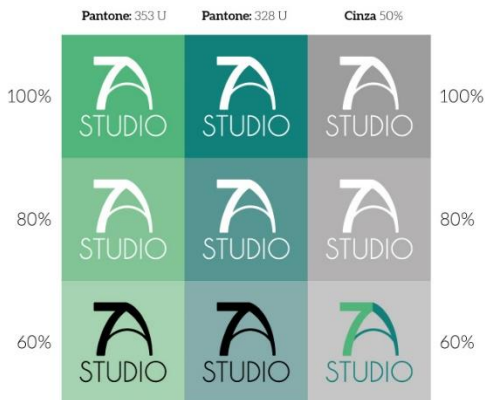 Pantone: 353 U Pantone: 328 U Cinza 50%
100% 7A 7A 7A 100%
STUDIO STUDIO STUDIO
80% 7A 7A 7A 80%
STUDIO STUDIO STUDIO
60% 7A 7A 7A 60%
STUDIO STUDIO STUDIO